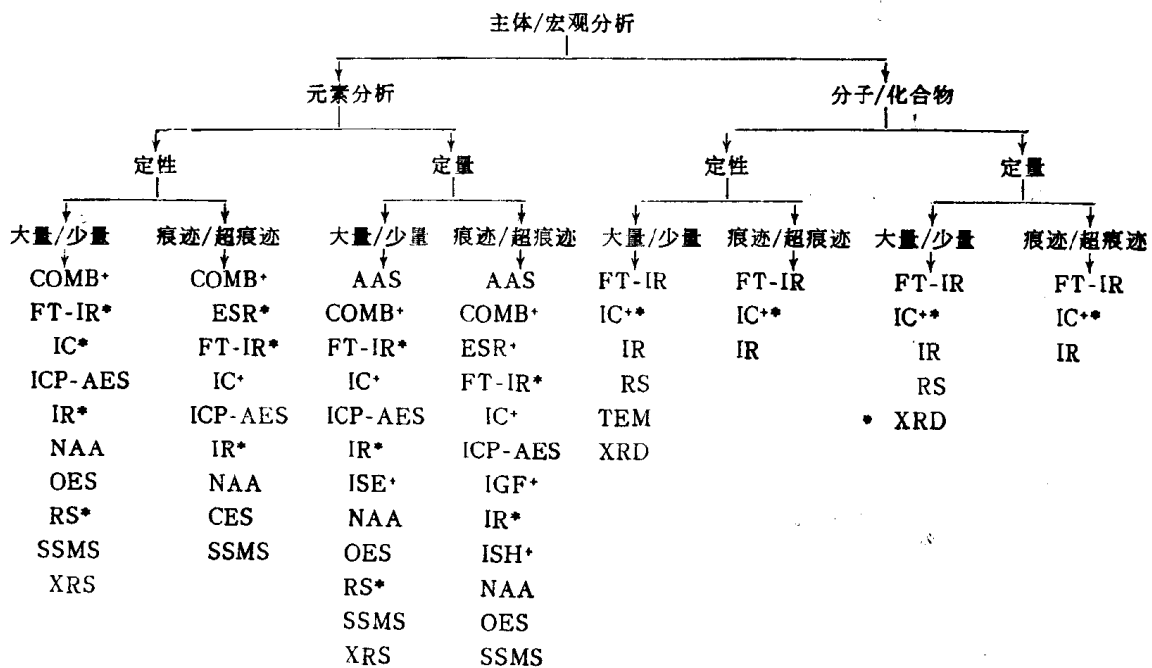 主体/宏观分析
元素分析 分子/化合物
定性 定量 定性 定量
大量/少量 痕迹/超痕迹 大量/少量 痕迹/超痕迹 大量/少量 痕迹/超痕迹 大量/少量 痕迹/超痕迹
COMB+ COMB+ AAS AAS FT-IR FT-IR FT-IR FT-IR
FT-IR* ESR* COMB+ COMB+ IC+* IC+* IC+* IC+*
IC* FT-IR* FT-IR* ESR+ IR IR IR IR
ICP-AES IC+ IC+ FT-IR* RS RS
IR* ICP-AES ICP-AES IC+ TEM * XRD
NAA IR* IR* ICP-AES XRD
OES NAA ISE+ IGF+
RS* CES NAA IR*
SSMS SSMS OES ISH+
XRS RS* NAA
SSMS OES
XRS SSMS